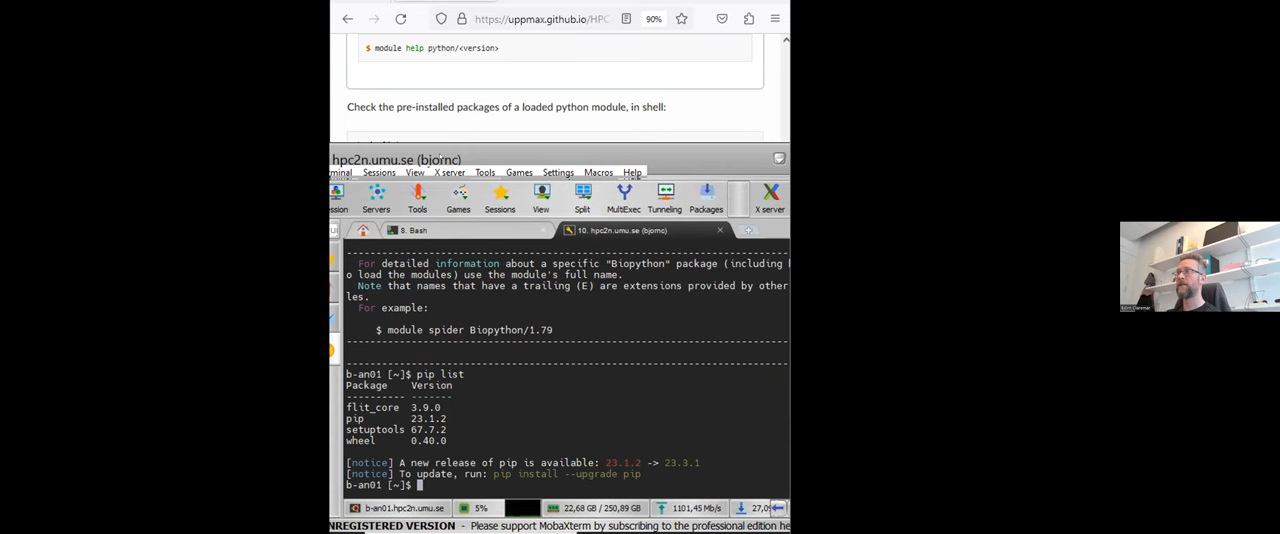 https://uppmax.github.io/HPC-
90%
$ module help python/<version>
Check the pre-installed packages of a loaded python module, in shell:
hpc2n.umu.se (bjornc)
minal Sessions View X server Tools Games Settings Macros Help
ssion Servers Tools Games Sessions View Split MultiExec Tunneling Packages X server
8. Bash
10. hpc2n.umu.se (bjornc)
For detailed information about a specific "Biopython" package (including h
o load the modules) use the module's full name.
Note that names that have a trailing (E) are extensions provided by other
les.
For example:
$ module spider Biopython/1.79
b-an01 [~]$ pip list
Package Version
---------- -------
flit_core 3.9.0
pip 23.1.2
setuptools 67.7.2
wheel 0.40.0
[notice] A new release of pip is available: 23.1.2 -> 23.3.1
[notice] To update, run: pip install --upgrade pip
b-an01 [~]$
b-an01.hpc2n.umu.se 5% 22,68 GB / 250,89 GB 1101,45 Mb/s 27,0
NREGISTERED VERSION - Please support MobaXterm by subscribing to the professional edition he